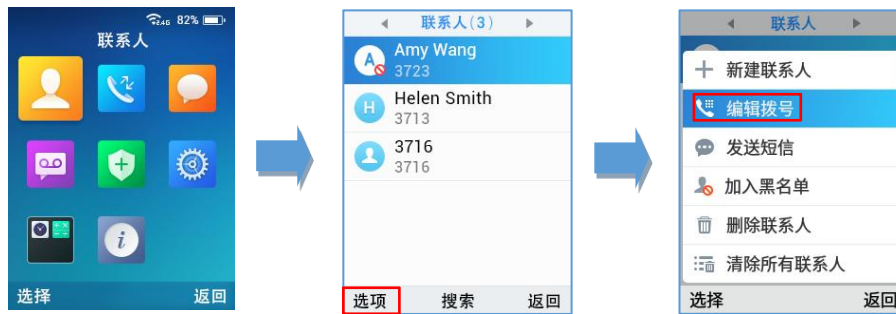 2.4G 82%
联系人
选择 返回
联系人(3)
A
Amy Wang
3723
H
Helen Smith
3713
3716
3716
选项 搜索 返回
联系人
新建联系人
编辑拨号
发送短信
加入黑名单
删除联系人
清除所有联系人
选择 返回